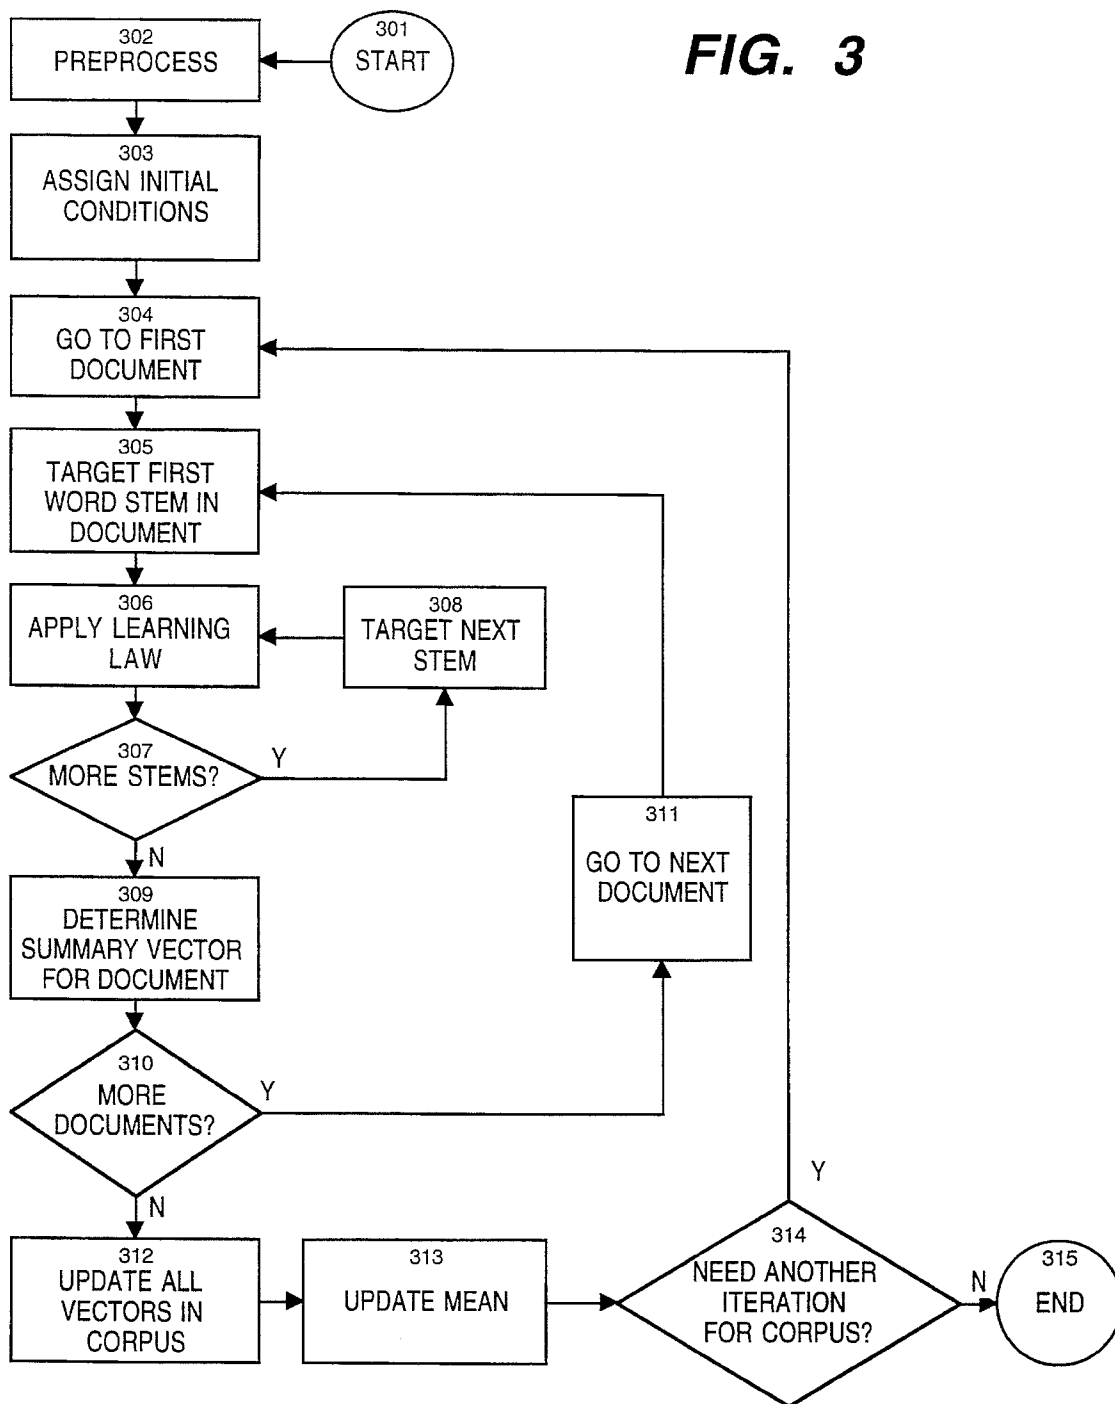 FIG. 3
301
START
302
PREPROCESS
303
ASSIGN INITIAL
CONDITIONS
304
GO TO FIRST
DOCUMENT
305
TARGET FIRST
WORD STEM IN
DOCUMENT
306
APPLY LEARNING
LAW
308
TARGET NEXT
STEM
307
MORE STEMS?
Y
N
311
GO TO NEXT
DOCUMENT
309
DETERMINE
SUMMARY VECTOR
FOR DOCUMENT
310
MORE
DOCUMENTS?
Y
N
312
UPDATE ALL
VECTORS IN
CORPUS
313
UPDATE MEAN
Y
314
NEED ANOTHER
ITERATION
FOR CORPUS?
N
315
END